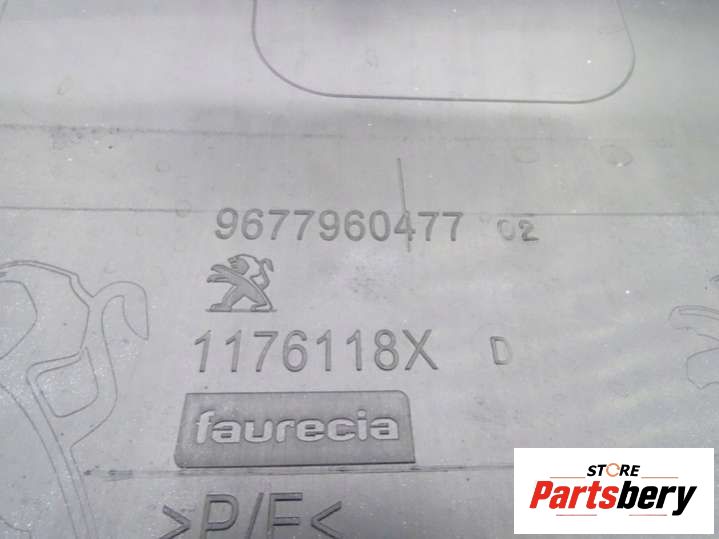 9677960477 02
1176118X D
faurecia
>P/E<
STORE
Partsbery